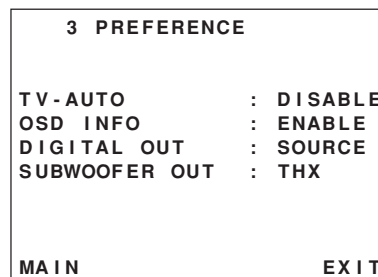 3 PREFERENCE
TV-AUTO : DISABLE
OSD INFO : ENABLE
DIGITAL OUT : SOURCE
SUBWOOFER OUT : THX
MAIN EXIT